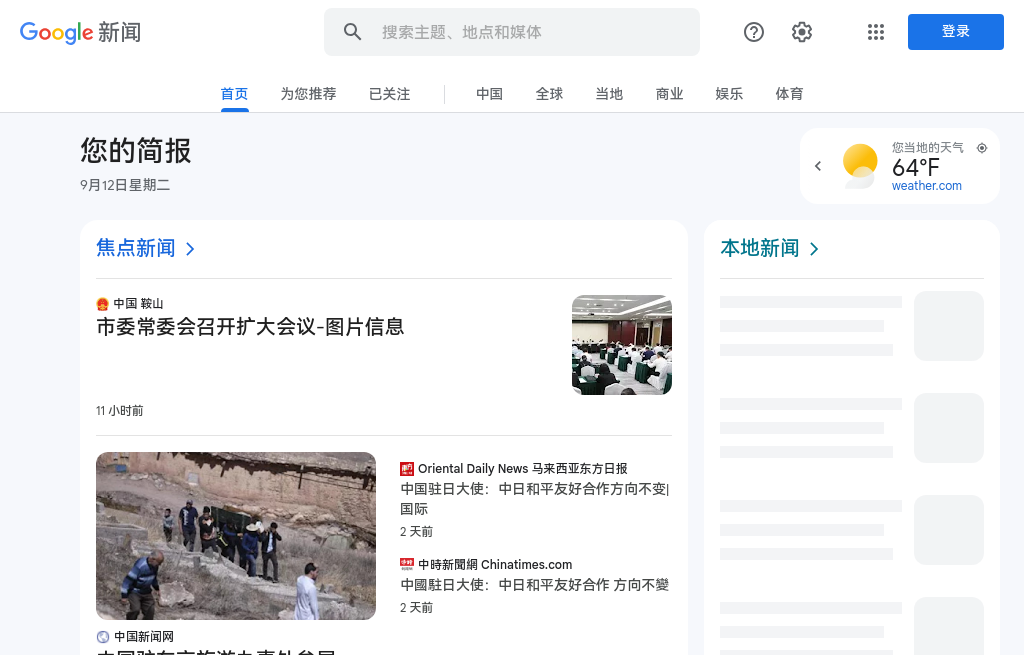 Google 新闻
搜索主题、地点和媒体
登录
首页 为您推荐 已关注 中国 全球 当地 商业 娱乐 体育
您的简报
9月12日星期二
您当地的天气
64°F
weather.com
焦点新闻
中国 鞍山
市委常委会召开扩大会议-图片信息
11 小时前
Oriental Daily News 马来西亚东方日报
中国驻日大使：中日和平友好合作方向不变|
国际
2 天前
中時新聞網 Chinatimes.com
中國駐日大使：中日和平友好合作 方向不變
2 天前
中国新闻网
本地新闻